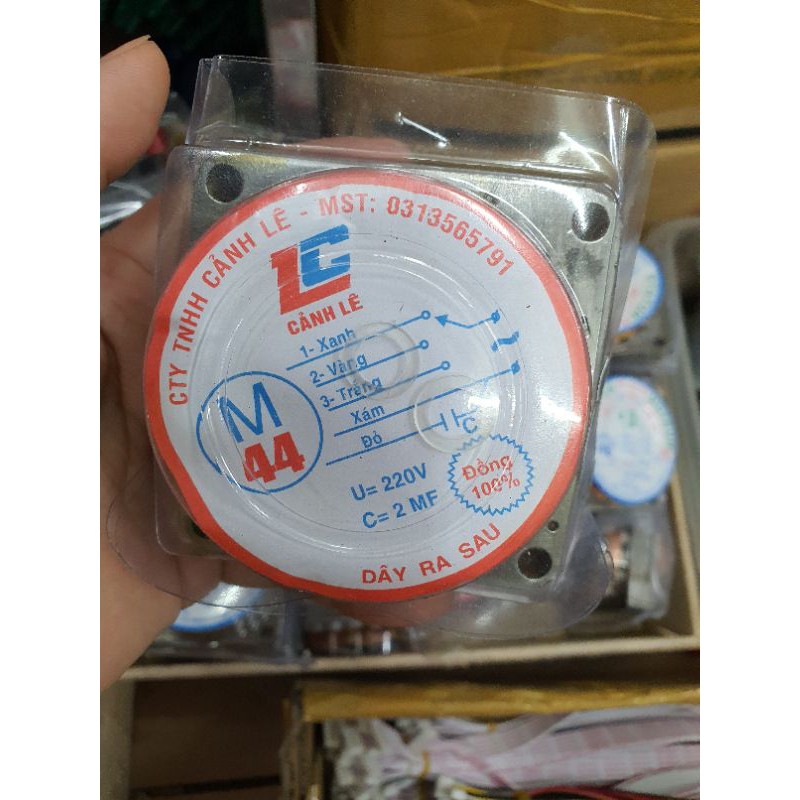 CTY TNHH CẢNH LÊ - MST: 0313565791
LC
CẢNH LÊ
1- Xanh
2- Vàng
3- Trắng
Xám
Đỏ
C
M
44
U= 220V
C= 2 MF
Đồng
100%
DÂY RA SAU